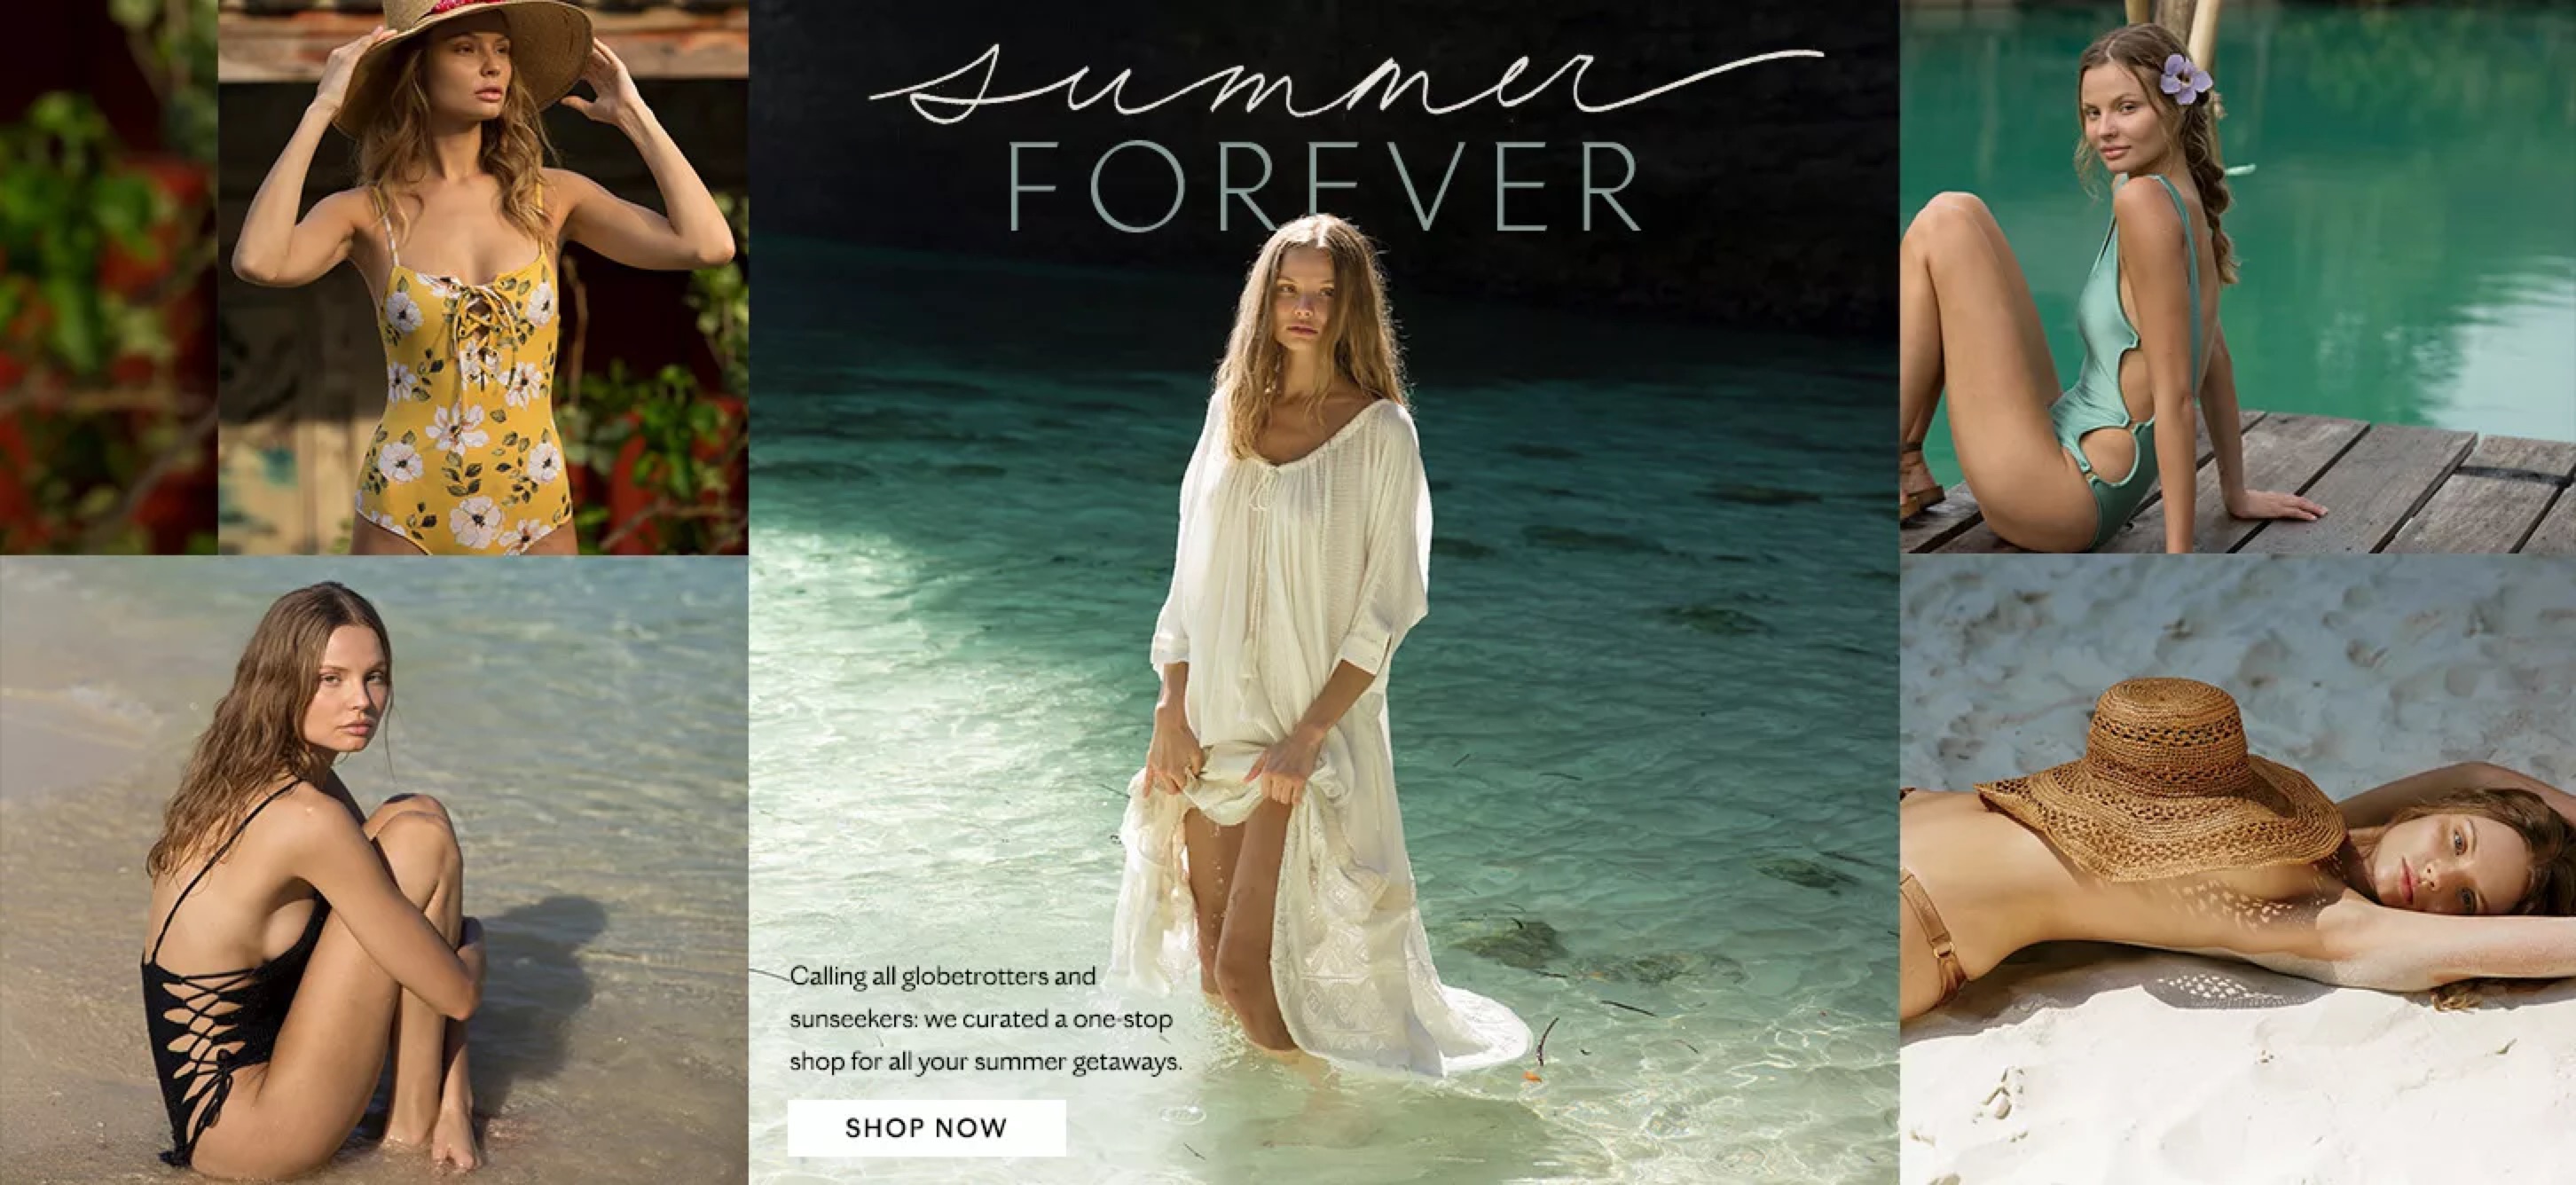 summer
FOREVER
Calling all globetrotters and
sunseekers: we curated a one-stop
shop for all your summer getaways.
SHOP NOW